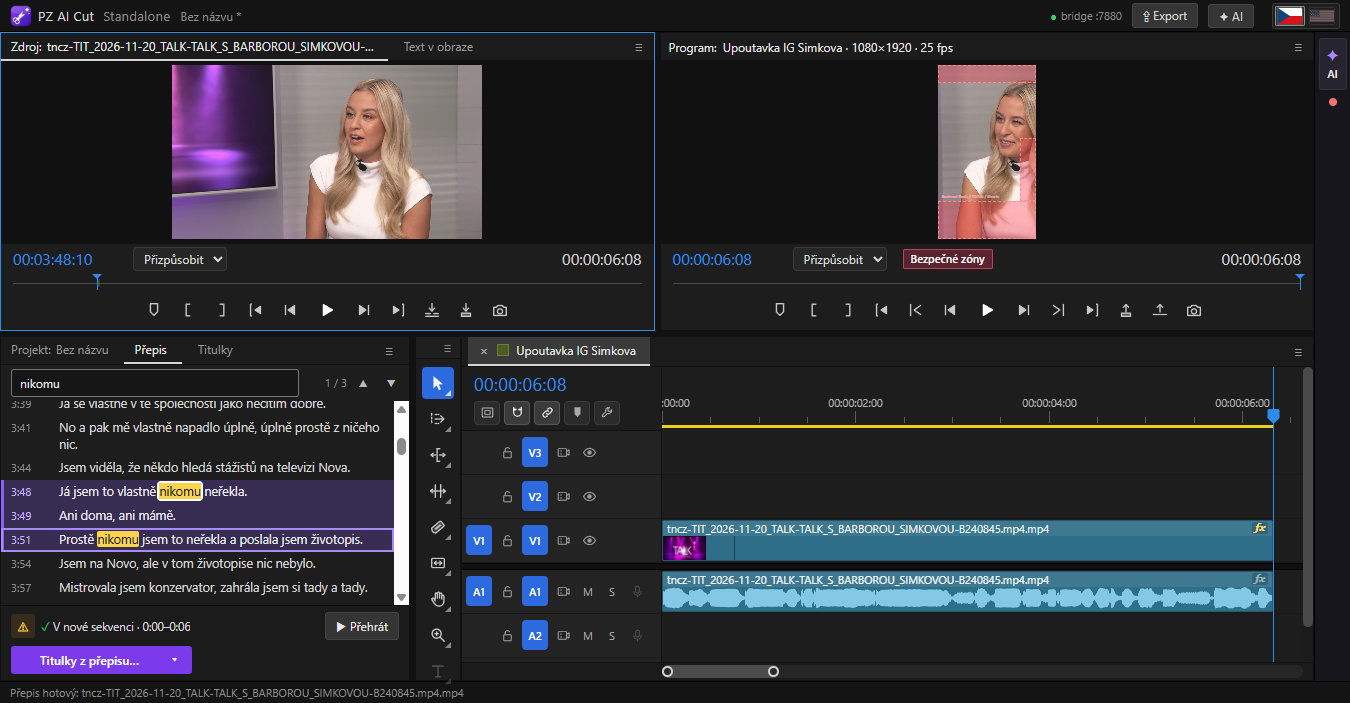 PZ AI Cut Standalone Bez názvu *
bridge :7880
Export
AI
Zdroj: tncz-TIT_2026-11-20_TALK-TALK_S_BARBOROU_SIMKOVOU-...
Text v obraze
Program: Upoutavka IG Simkova · 1080×1920 · 25 fps
AI
00:03:48:10
Přizpůsobit
00:00:06:08
00:00:06:08
Přizpůsobit
Bezpečné zóny
00:00:06:08
Projekt: Bez názvu
Přepis
Titulky
nikomu
1 / 3
3:39 Já se vlastně v té společnosti jako necítím dobře.
3:41 No a pak mě vlastně napadlo úplně, úplně prostě z ničeho
nic.
3:44 Jsem viděla, že někdo hledá stážistů na televizi Nova.
3:48 Já jsem to vlastně nikomu neřekla.
3:49 Ani doma, ani mámě.
3:51 Prostě nikomu jsem to neřekla a poslala jsem životopis.
3:54 Jsem na Novo, ale v tom životopise nic nebylo.
3:57 Mistrovala jsem konzervator, zahrála jsem si tady a tady.
V nové sekvenci · 0:00–0:06
Přehrát
Titulky z přepisu...
Upoutavka IG Simkova
00:00:06:08
:00:00
00:00:02:00
00:00:04:00
00:00:06:00
V3
V2
V1 V1
tncz-TIT_2026-11-20_TALK-TALK_S_BARBOROU_SIMKOVOU-B240845.mp4.mp4
fx
TALK
A1 A1 M S
tncz-TIT_2026-11-20_TALK-TALK_S_BARBOROU_SIMKOVOU-B240845.mp4.mp4
fx
A2 M S
Přepis hotový: tncz-TIT_2026-11-20_TALK-TALK_S_BARBOROU_SIMKOVOU-B240845.mp4.mp4